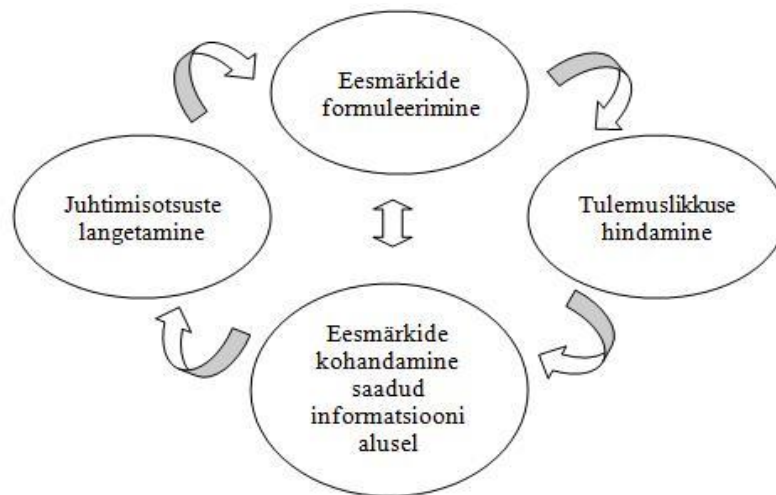 Eesmärkide
formuleerimine
Juhtimisotsuste
langetamine
Tulemuslikkuse
hindamine
Eesmärkide
kohandamine
saadud
informatsiooni
alusel